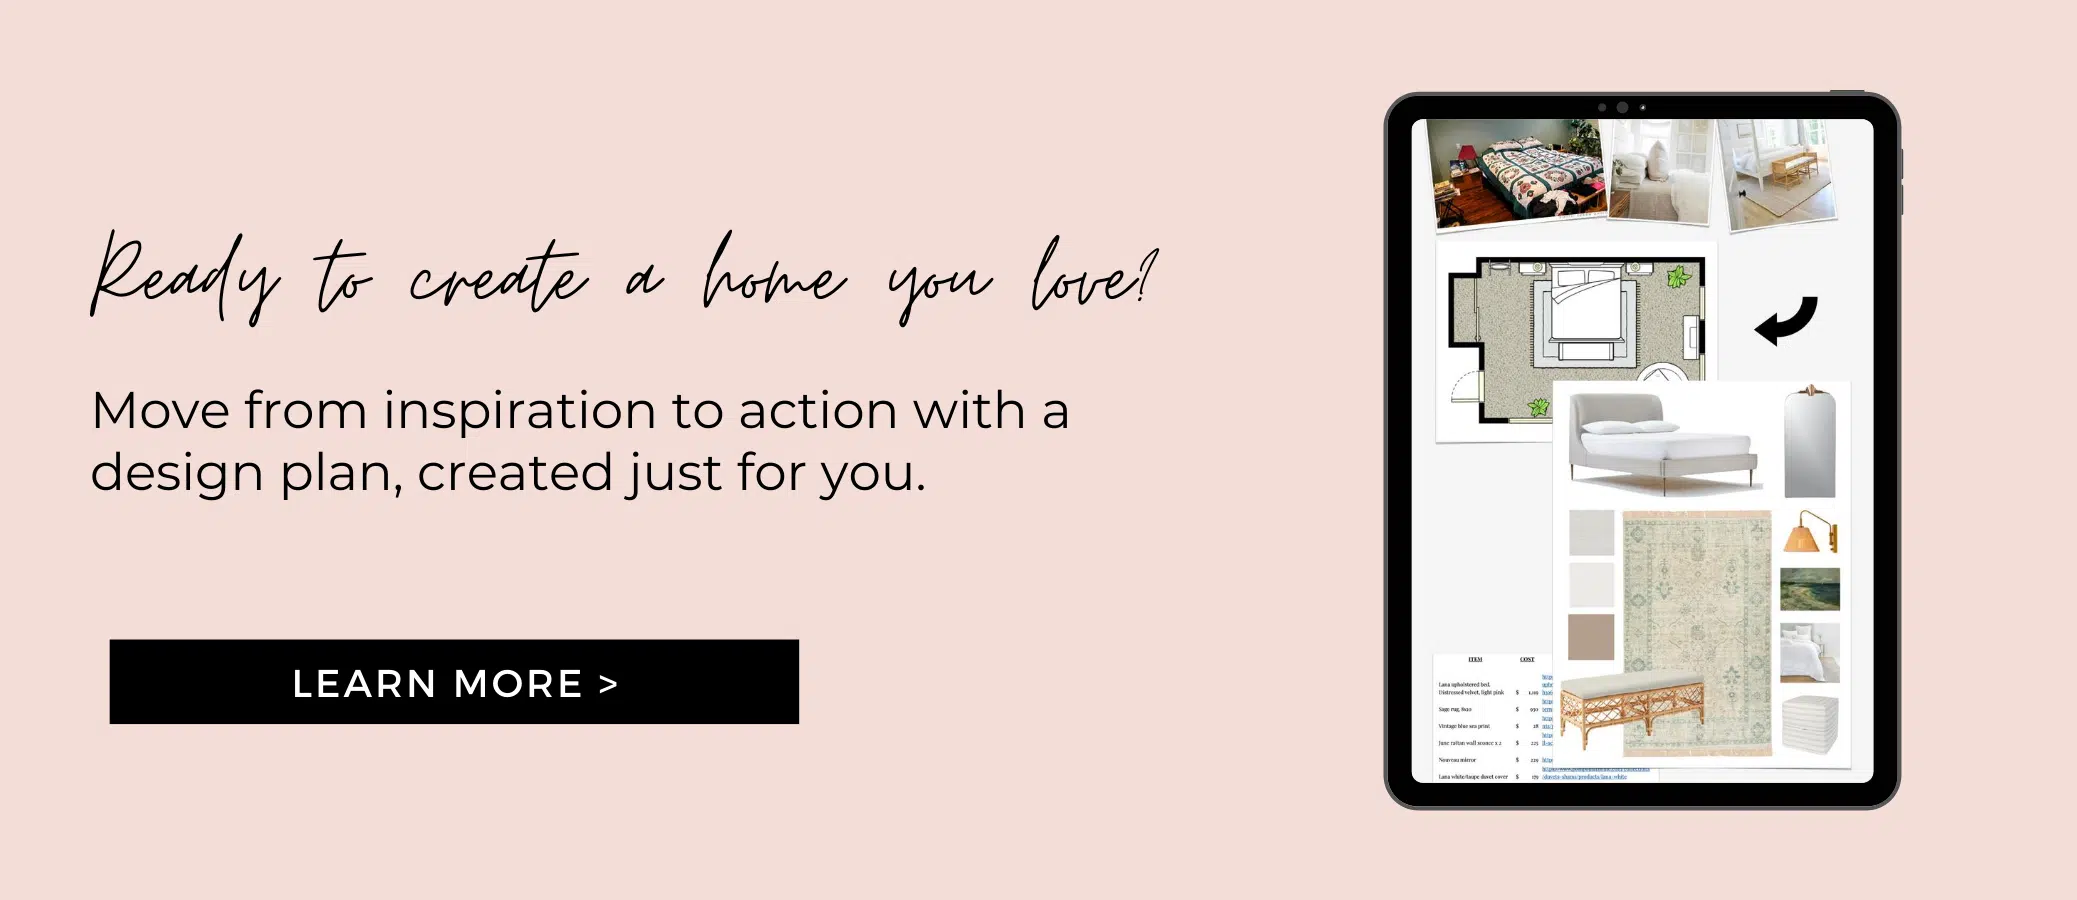 Ready to create a home you love?
Move from inspiration to action with a
design plan, created just for you.
LEARN MORE >
ITEM COST
Lana upholstered bed,
Distressed velvet, light pink $ 1,199
Sage rug, 8x10 $ 930
Vintage blue sea print $ 28
June rattan wall sconce x 2 $ 225
Nouveau mirror $ 229
Lana white/taupe duvet cover $ 179